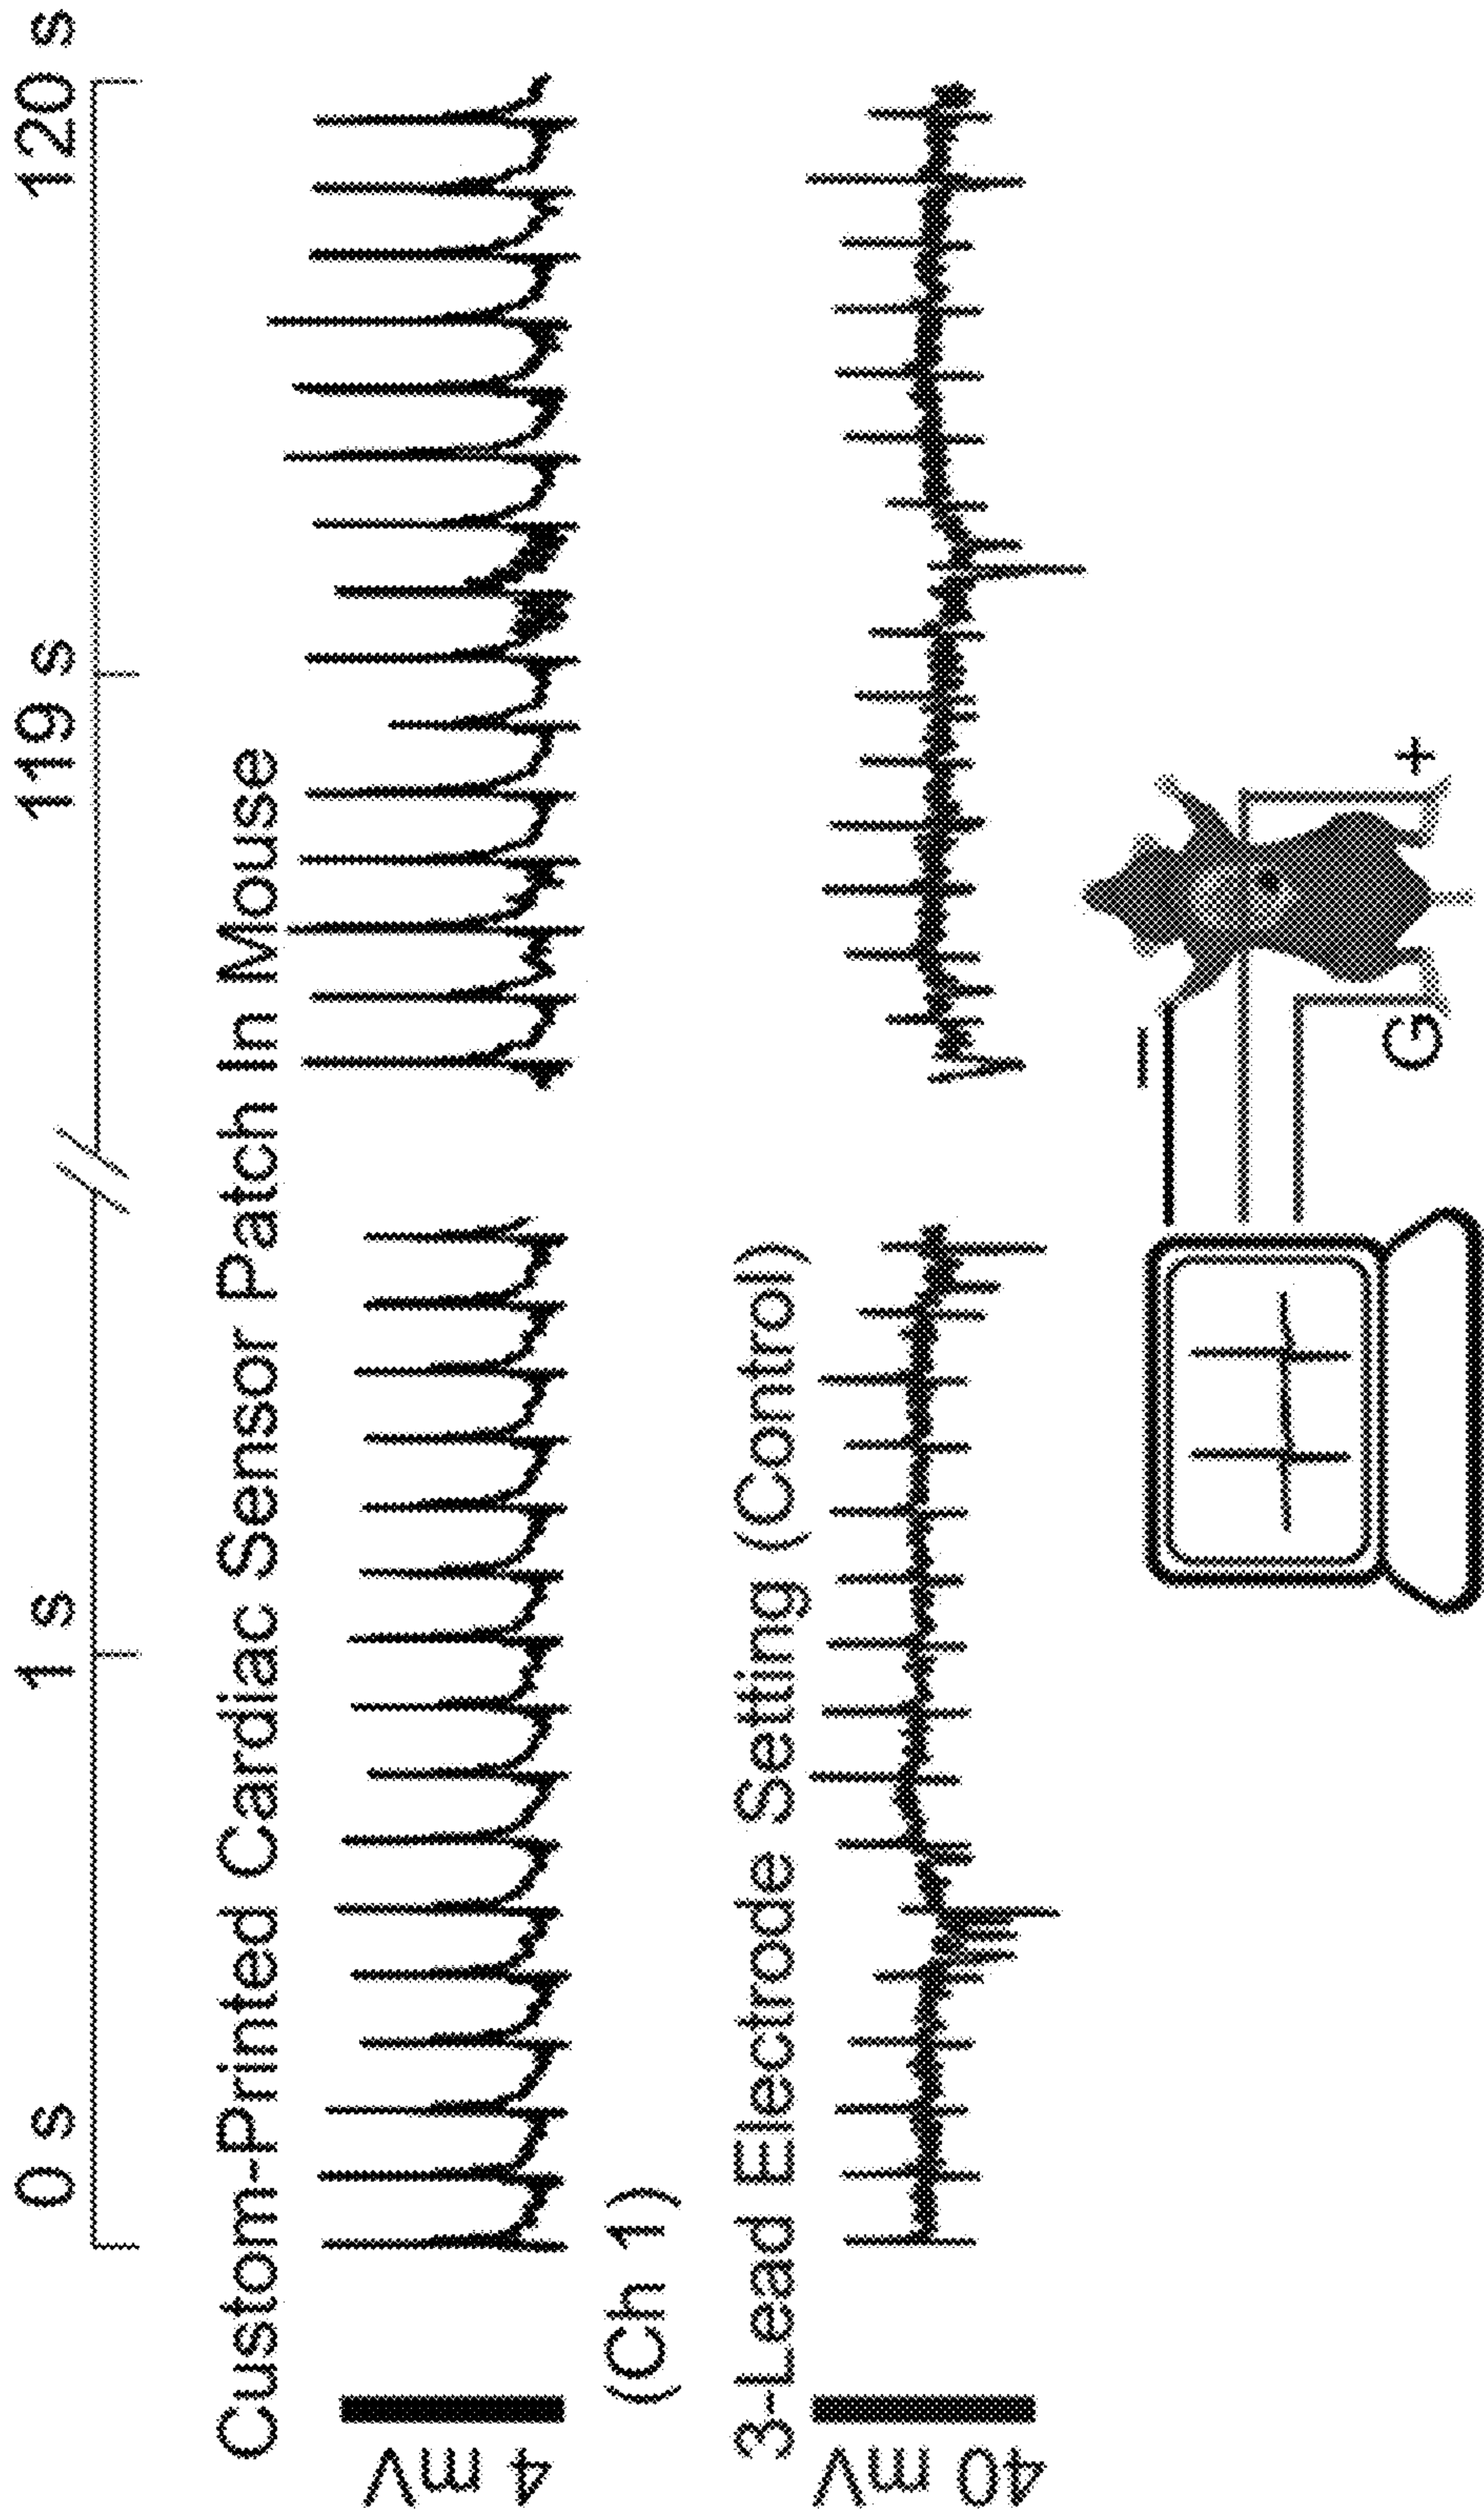 0 s 1 s 119 s 120 s
Custom-Printed Cardiac Sensor Patch In Mouse
4 mV
(Ch 1)
3-Lead Electrode Setting (Control)
40 mV
−
G +